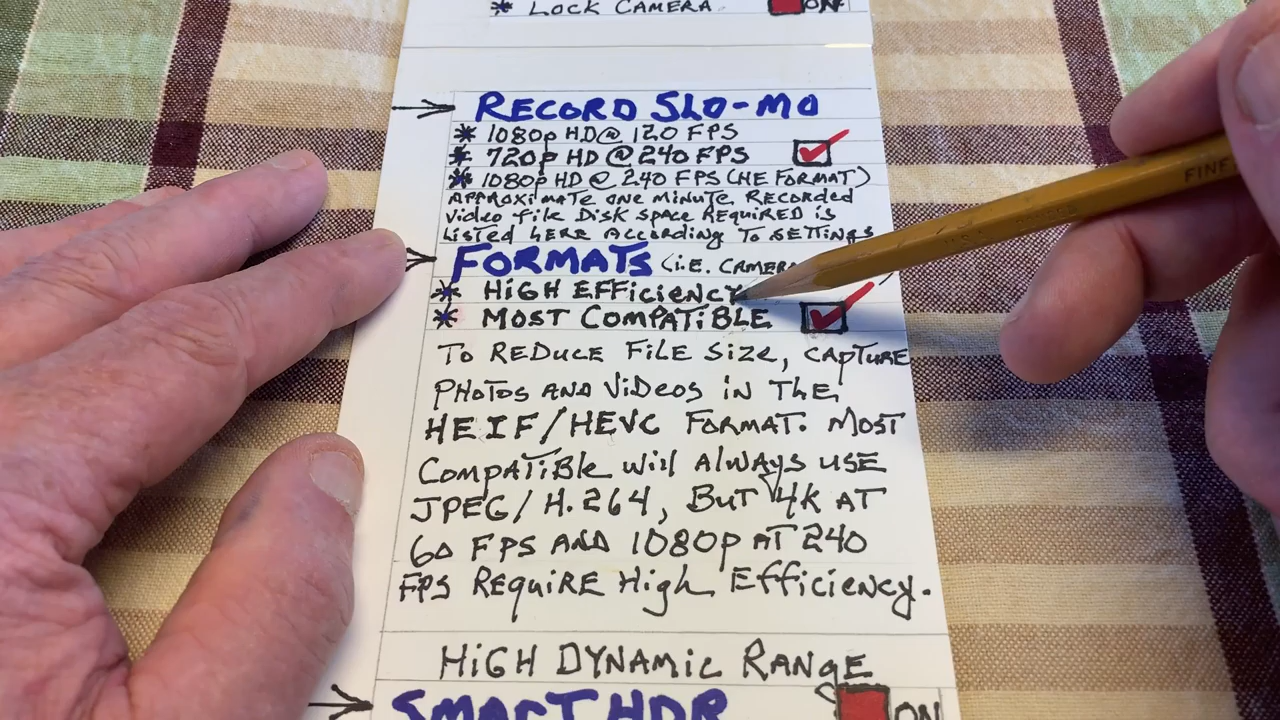 * LOCK CAMERA ON
RECORD SLO-MO
* 1080p HD @ 120 FPS
* 720p HD @ 240 FPS
* 1080p HD @ 240 FPS (HE FORMAT)
APPROXIMATE ONE MINUTE RECORDED
VIDEO FILE DISK SPACE REQUIRED IS
LISTED HERE ACCORDING TO SETTINGS
FORMATS (i.E. CAMERA
* HIGH EFFICIENCY
* MOST COMPATIBLE
TO REDUCE FILE SIZE, CAPTURE
PHOTOS AND VIDEOS IN THE
HEIF/HEVC FORMAT. MOST
COMPATIBLE WILL ALWAYS USE
JPEG/H.264, BUT 4K AT
60 FPS AND 1080p AT 240
FPS REQUIRE HIGH EFFICIENCY.
HIGH DYNAMIC RANGE
SMART HDR ON
FINE